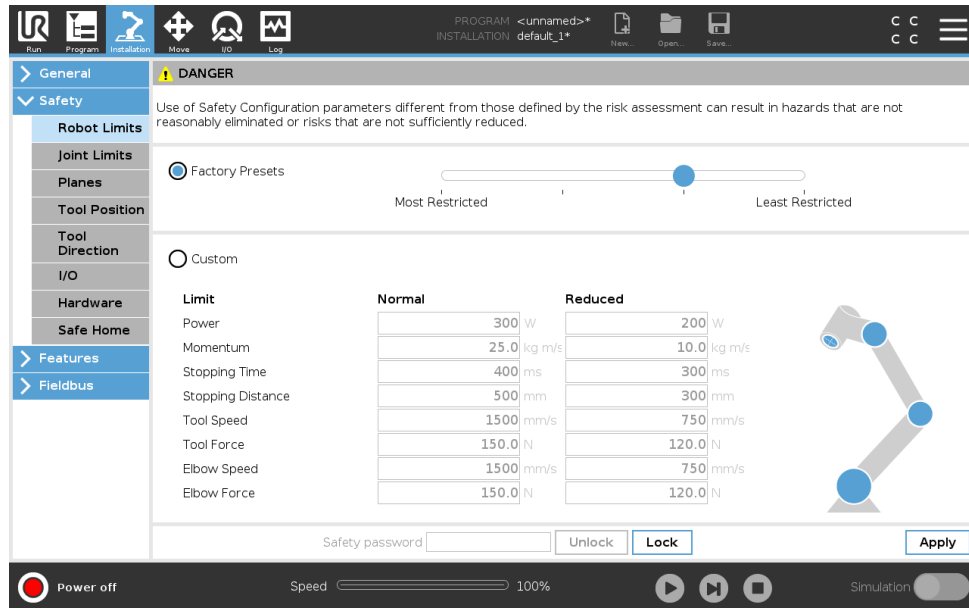 PROGRAM <unnamed>*
INSTALLATION default_1*
UR
Run Program Installation Move I/O Log New... Open... Save...
C C
C C
General
Safety
Robot Limits
Joint Limits
Planes
Tool Position
Tool
Direction
I/O
Hardware
Safe Home
Features
Fieldbus
DANGER
Use of Safety Configuration parameters different from those defined by the risk assessment can result in hazards that are not
reasonably eliminated or risks that are not sufficiently reduced.
Factory Presets
Most Restricted Least Restricted
Custom
Limit Normal Reduced
Power 300 W 200 W
Momentum 25.0 kg m/s 10.0 kg m/s
Stopping Time 400 ms 300 ms
Stopping Distance 500 mm 300 mm
Tool Speed 1500 mm/s 750 mm/s
Tool Force 150.0 N 120.0 N
Elbow Speed 1500 mm/s 750 mm/s
Elbow Force 150.0 N 120.0 N
Safety password Unlock Lock Apply
Power off Speed 100% Simulation